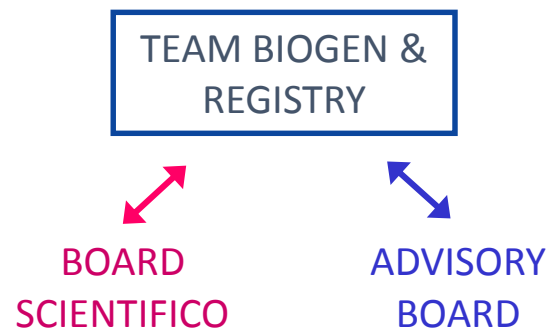 TEAM BIOGEN &
REGISTRY
BOARD
SCIENTIFICO
ADVISORY
BOARD